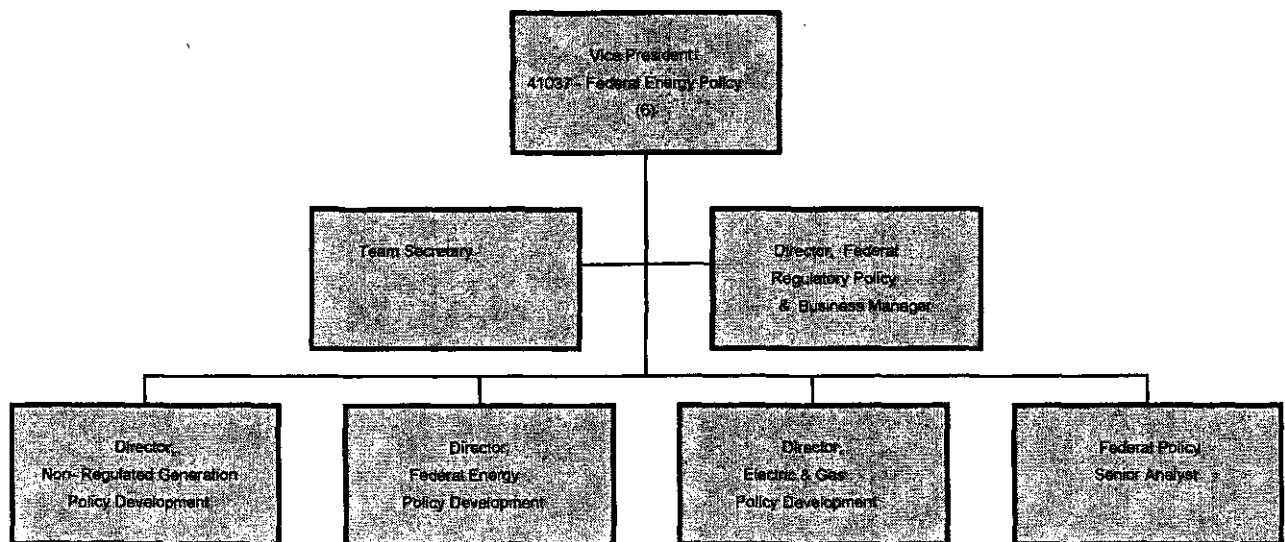 Vice President
41037 - Federal Energy Policy
(6)
Team Secretary
Director, Federal
Regulatory Policy
& Business Manager
Director,
Non- Regulated Generation
Policy Development
Director,
Federal Energy
Policy Development
Director,
Electric & Gas
Policy Development
Federal Policy
Senior Analyst